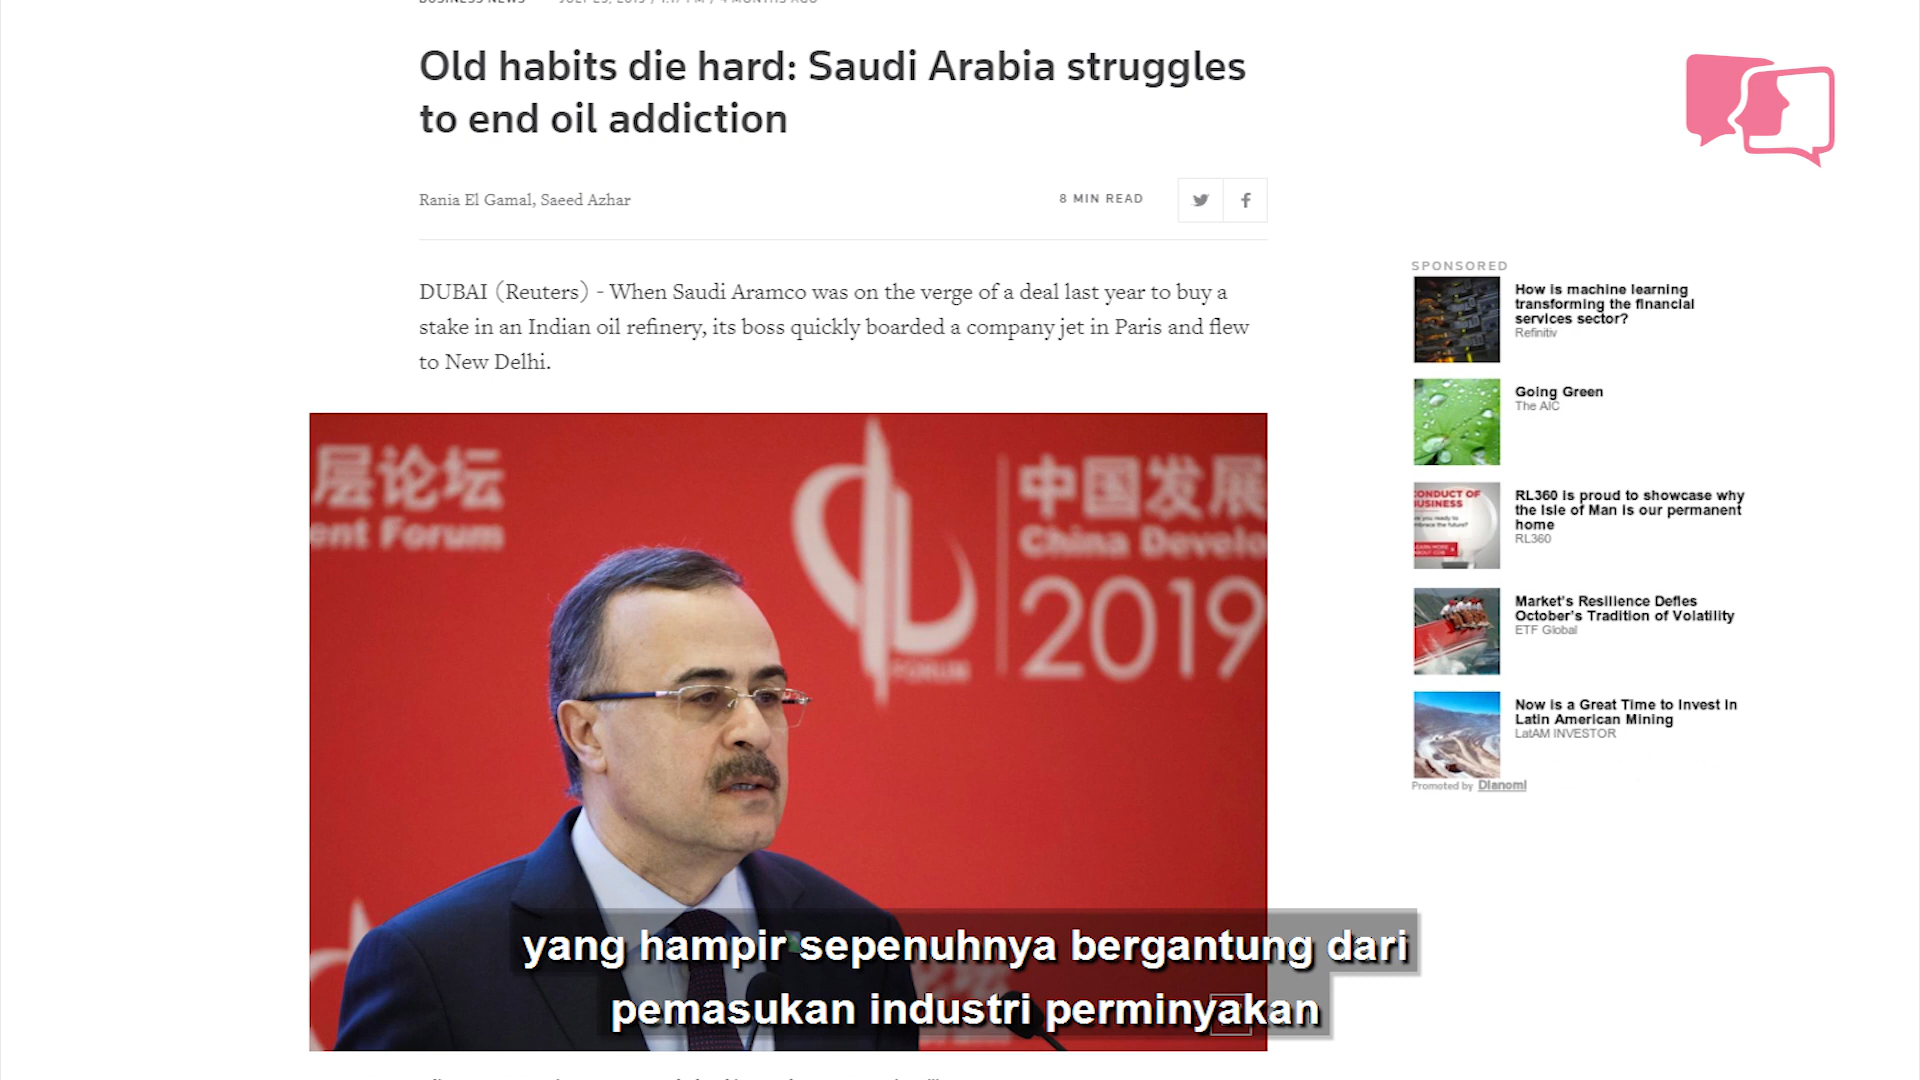 Old habits die hard: Saudi Arabia struggles
to end oil addiction
Rania El Gamal, Saeed Azhar
8 MIN READ
DUBAI (Reuters) - When Saudi Aramco was on the verge of a deal last year to buy a
stake in an Indian oil refinery, its boss quickly boarded a company jet in Paris and flew
to New Delhi.
层论坛
ent Forum
中国发展
China Develo
2019
FORUM
SPONSORED
How is machine learning
transforming the financial
services sector?
Refinitiv
Going Green
The AIC
CONDUCT OF
BUSINESS
RL360 is proud to showcase why
the Isle of Man is our permanent
home
RL360
Market's Resilience Defies
October's Tradition of Volatility
ETF Global
Now is a Great Time to Invest in
Latin American Mining
LatAM INVESTOR
Promoted by Dianomi
yang hampir sepenuhnya bergantung dari
pemasukan industri perminyakan